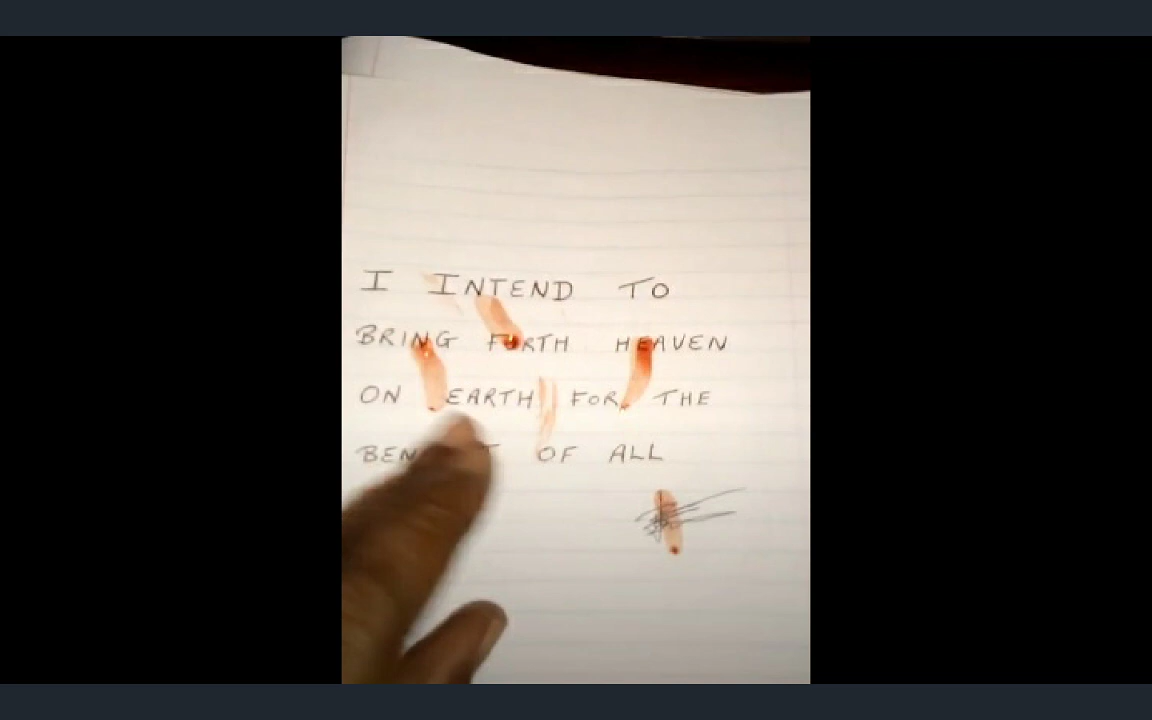 I INTEND TO
BRING FORTH HEAVEN
ON EARTH FOR THE
OF ALL